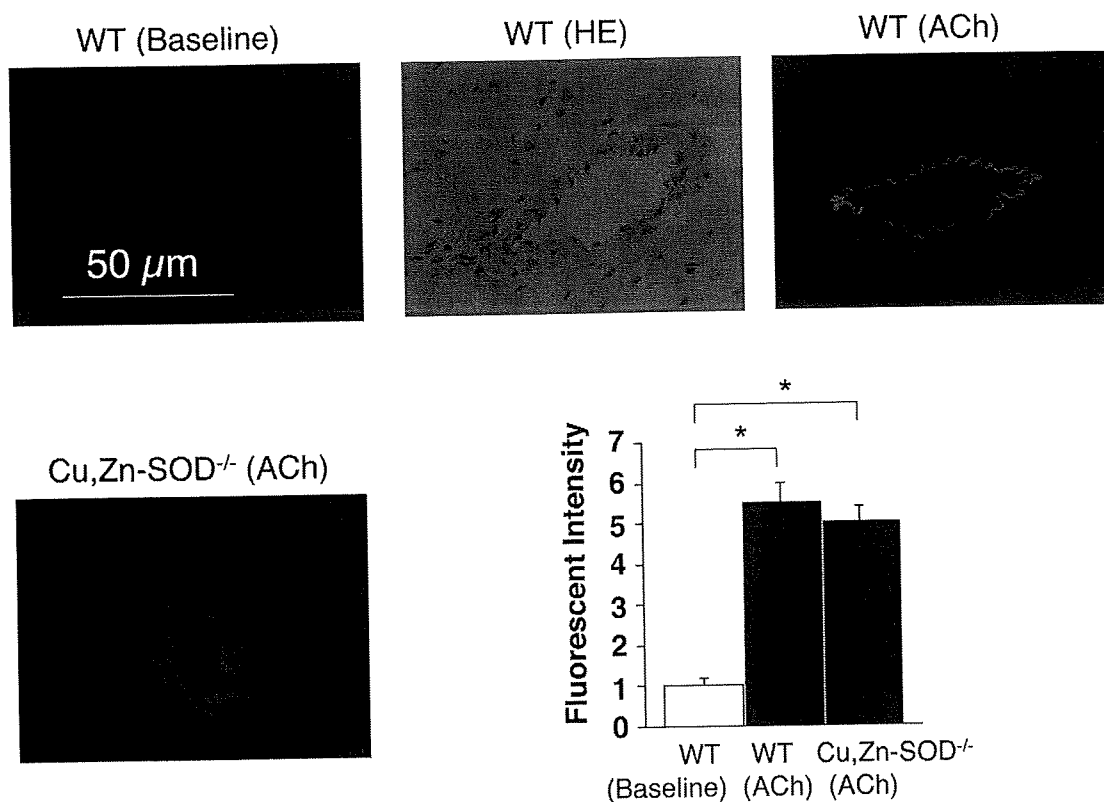 WT (Baseline)
WT (HE)
WT (ACh)
50 µm
Cu,Zn-SOD-/- (ACh)
*
*
Fluorescent Intensity
7
6
5
4
3
2
1
0
WT WT Cu,Zn-SOD-/-
(Baseline) (ACh) (ACh)